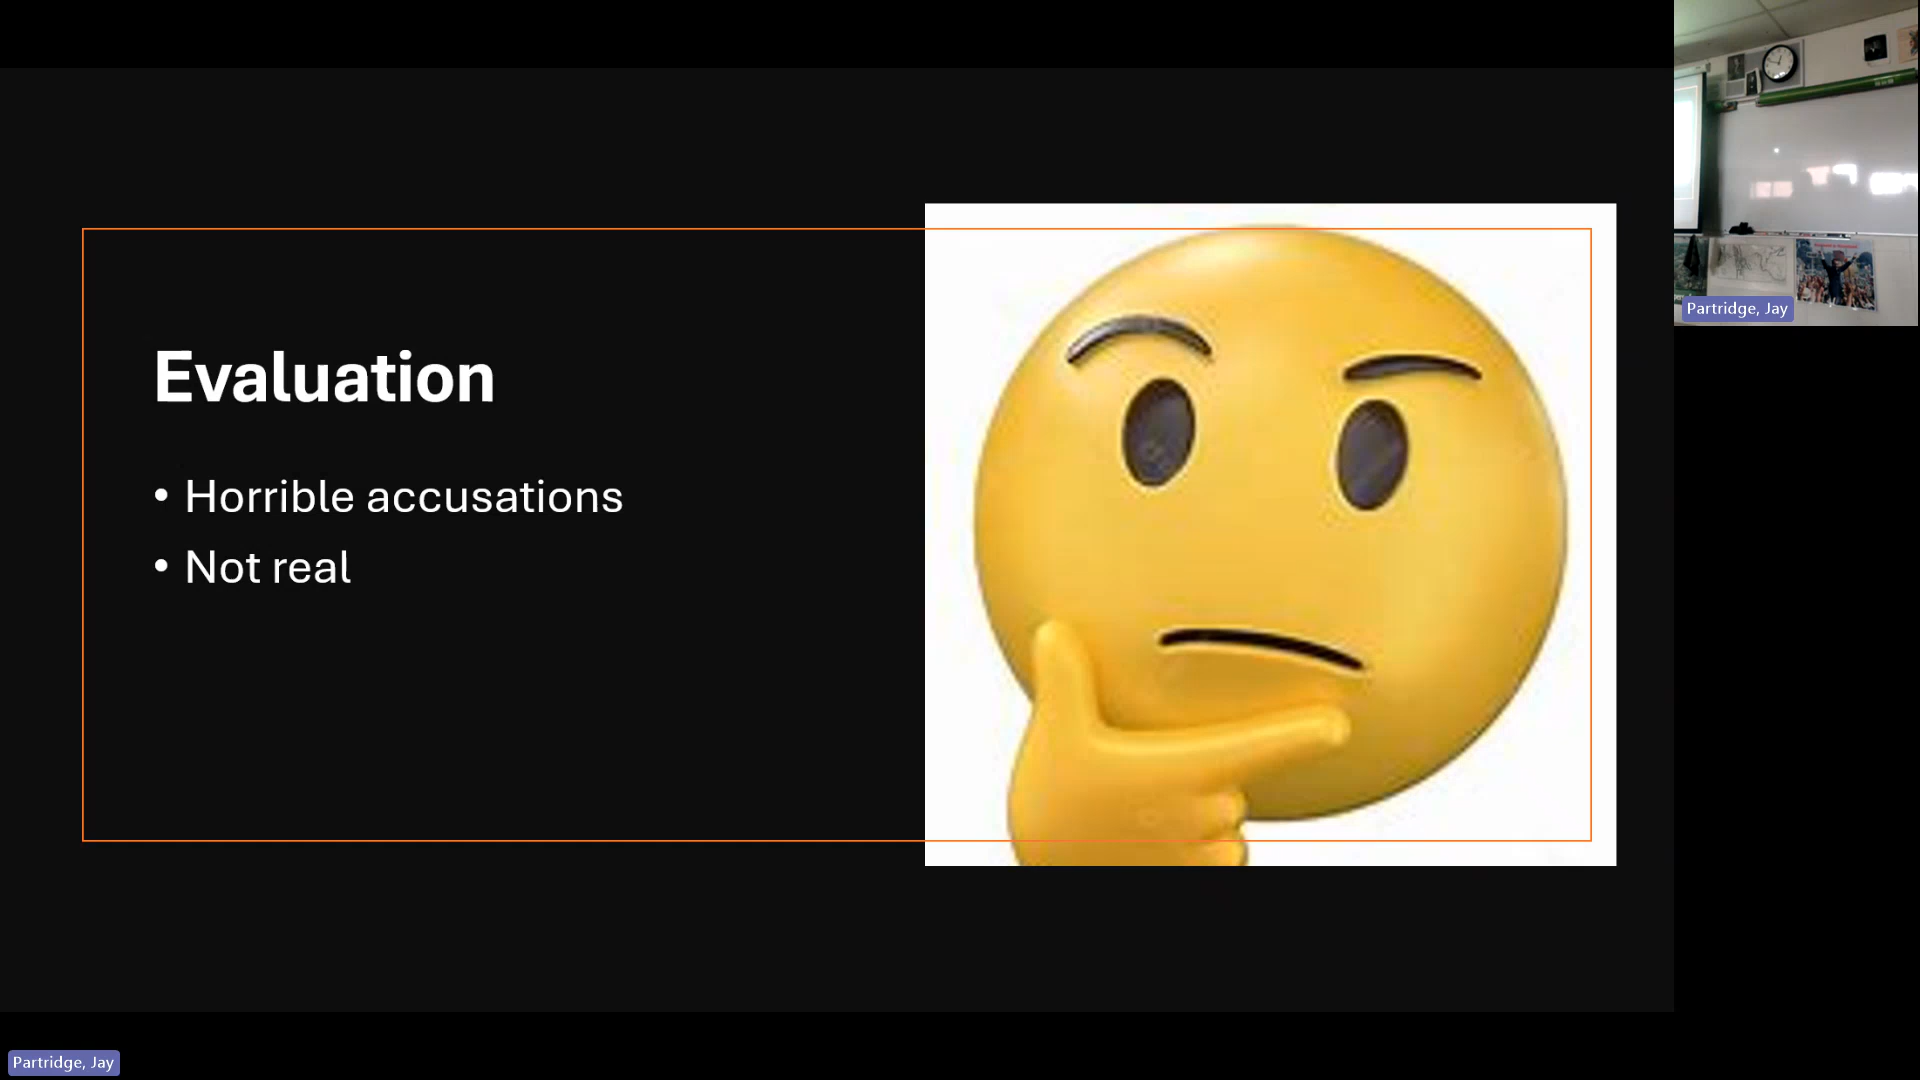 Evaluation
• Horrible accusations
• Not real
Partridge, Jay
Partridge, Jay